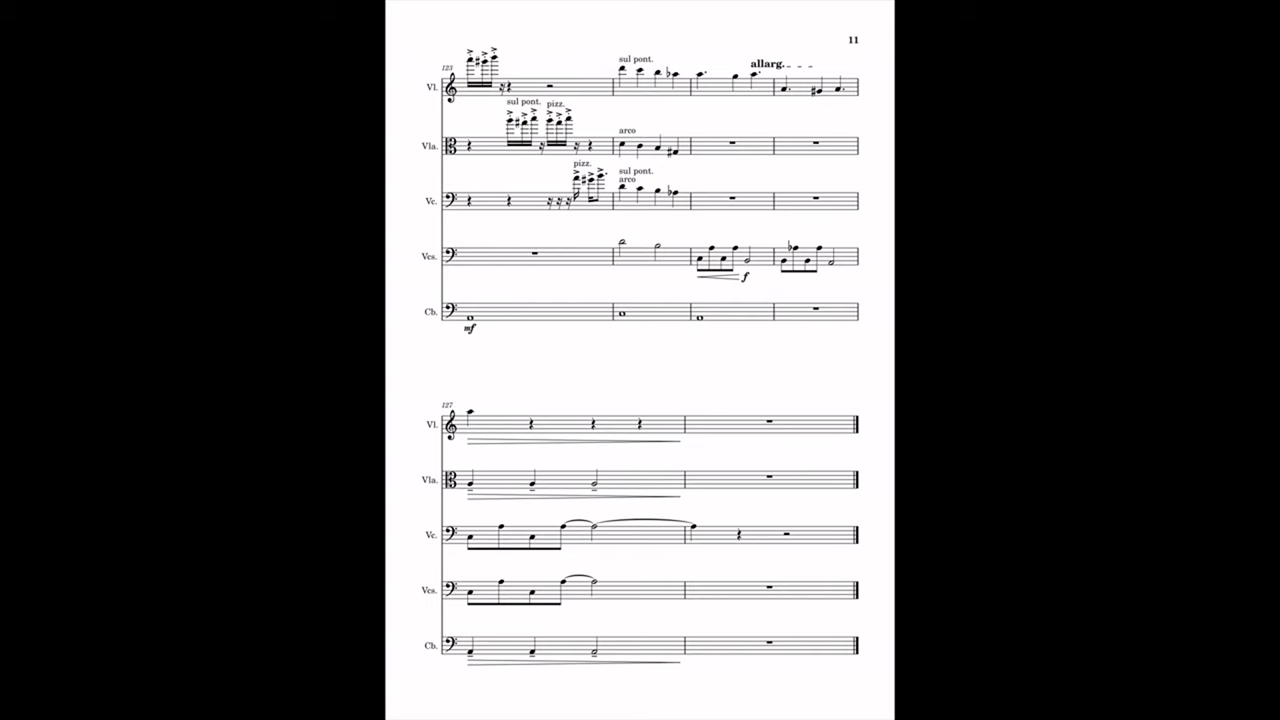 11
123
allarg.
Vl.
sul pont.
sul pont. pizz.
Vla.
arco
pizz.
Vc.
sul pont.
arco
Vcs.
f
Cb.
mf
127
Vl.
Vla.
Vc.
Vcs.
Cb.